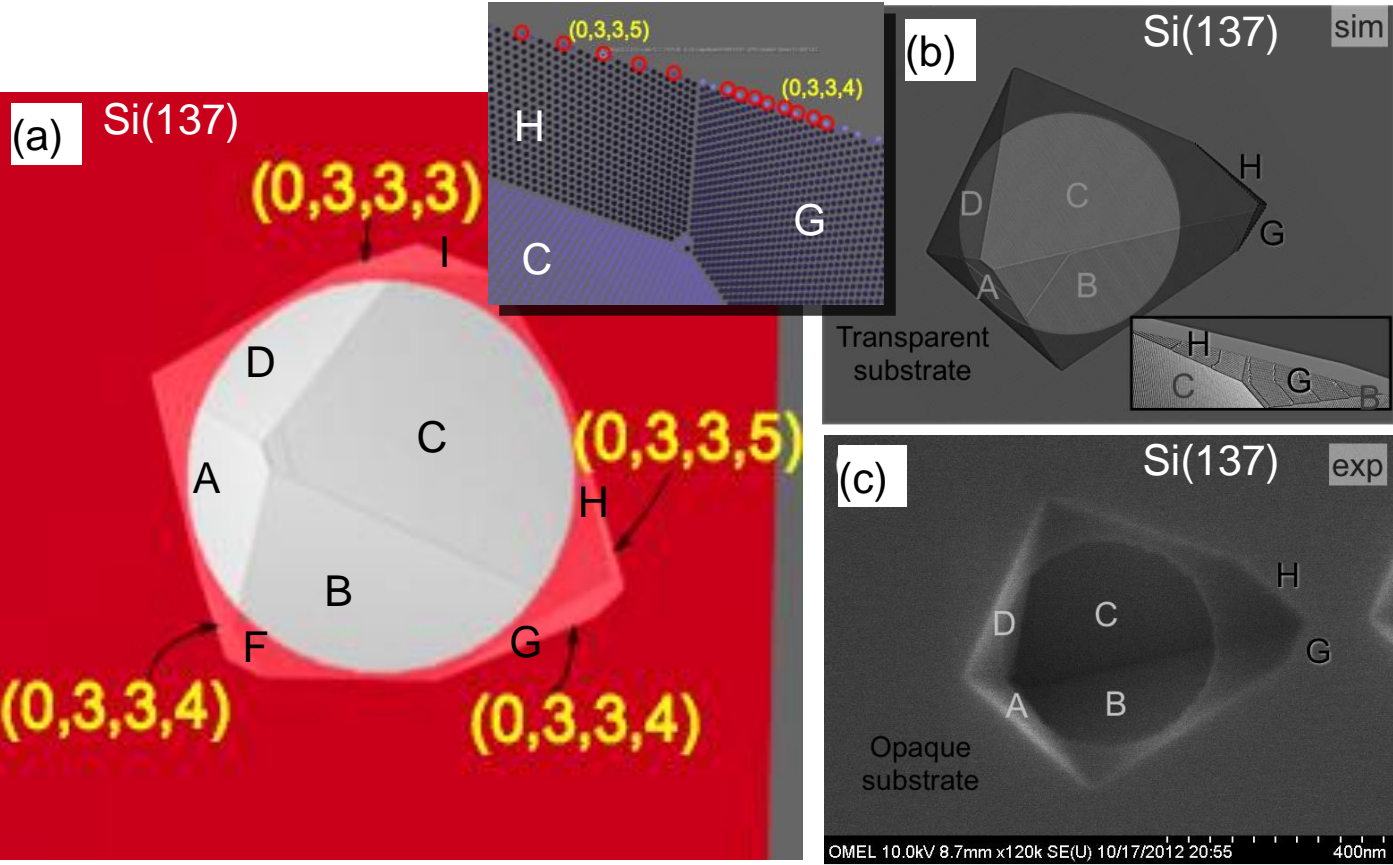 (a)
Si(137)
(0,3,3,3)
I
D
C
(0,3,3,5)
A
H
B
F
G
(0,3,3,4)
(0,3,3,4)
(0,3,3,5)
(0,3,3,4)
H
G
C
(b)
Si(137)
sim
H
D
C
G
A
B
Transparent
substrate
H
C
G
B
(c)
Si(137)
exp
H
D
C
G
A
B
Opaque
substrate
OMEL 10.0kV 8.7mm x120k SE(U) 10/17/2012 20:55
400nm